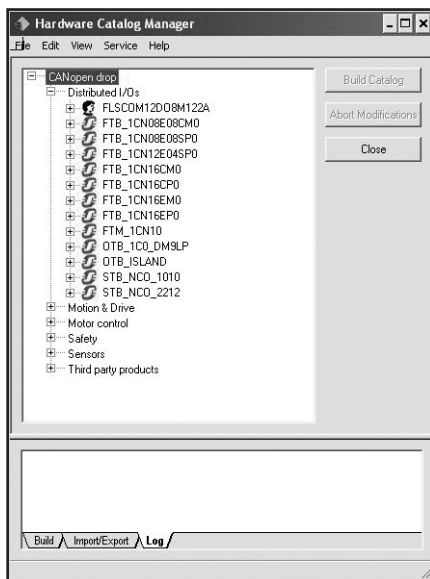 Hardware Catalog Manager
File Edit View Service Help
CANopen drop
Distributed I/Os
FLSCOM12DO8M122A
FTB_1CN08E08CM0
FTB_1CN08E08SP0
FTB_1CN12E04SP0
FTB_1CN16CM0
FTB_1CN16CP0
FTB_1CN16EM0
FTB_1CN16EP0
FTM_1CN10
OTB_1C0_DM9LP
OTB_ISLAND
STB_NCO_1010
STB_NCO_2212
Motion & Drive
Motor control
Safety
Sensors
Third party products
Build Catalog
Abort Modifications
Close
Build Import/Export Log